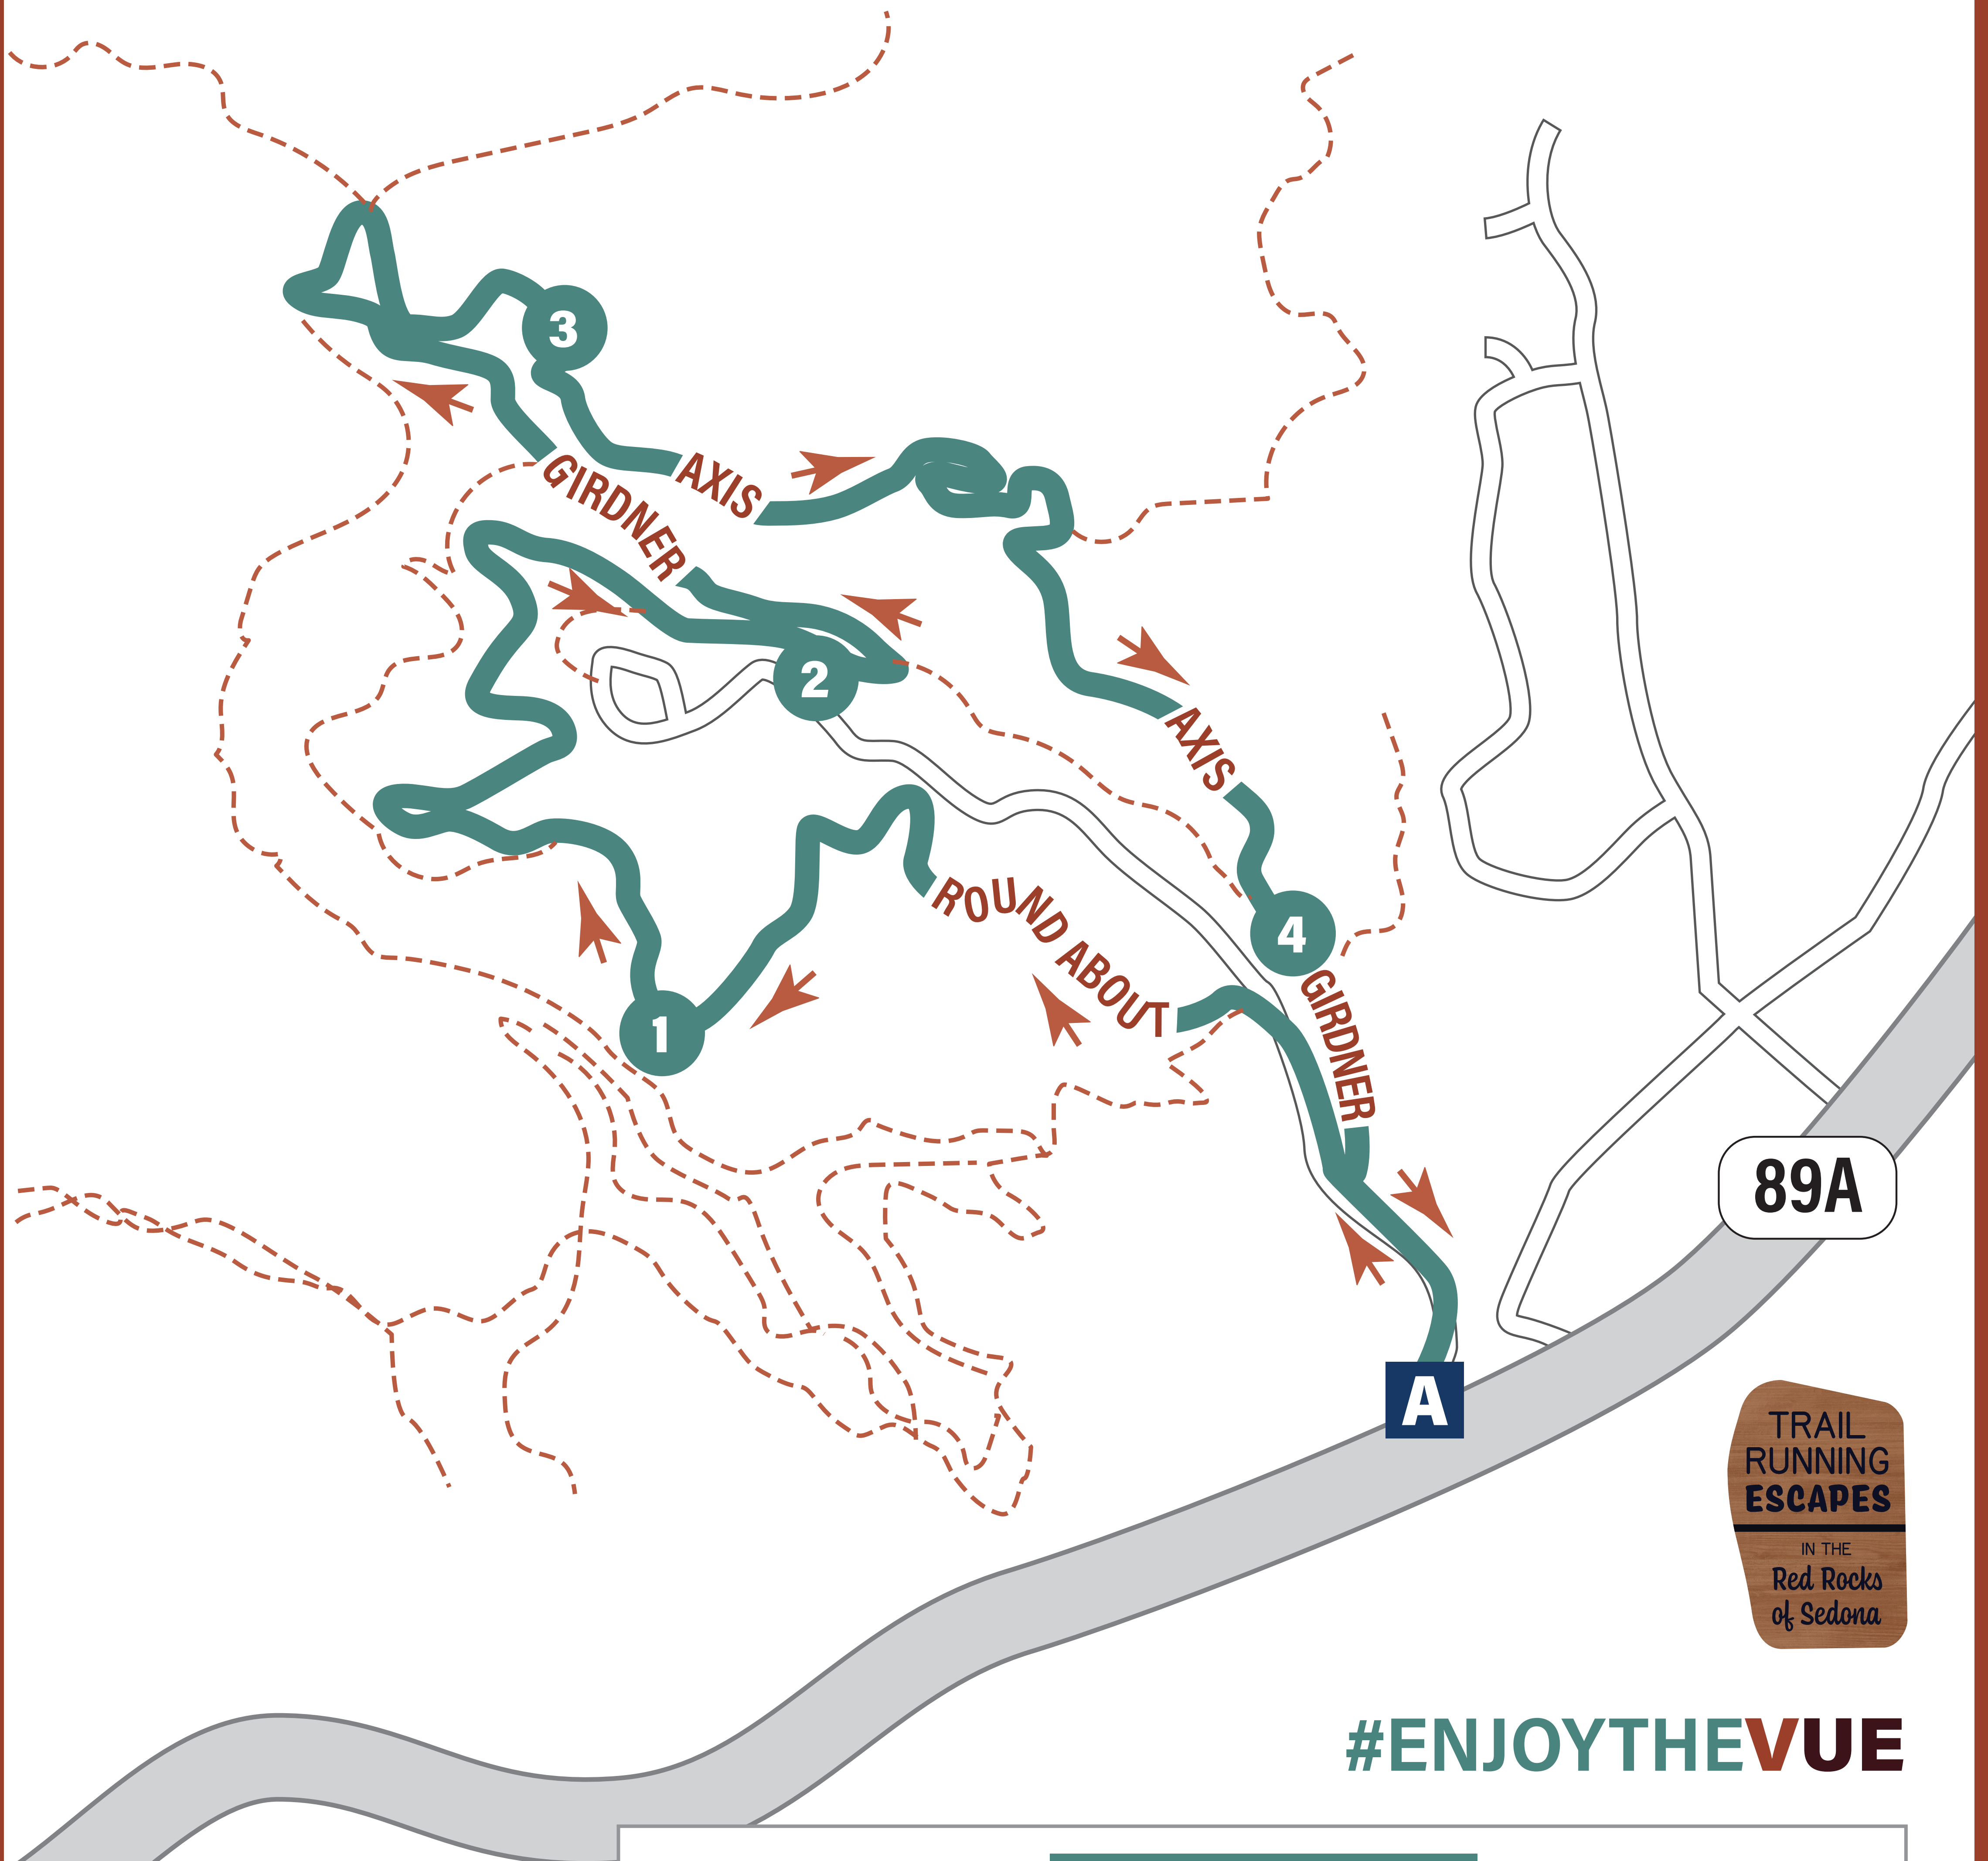 3
AXIS
GIRDNER
2
AXIS
4
ROUND ABOUT
GIRDNER
1
89A
A
TRAIL
RUNNING
ESCAPES
IN THE
Red Rocks
of Sedona
#ENJOYTHEVUE